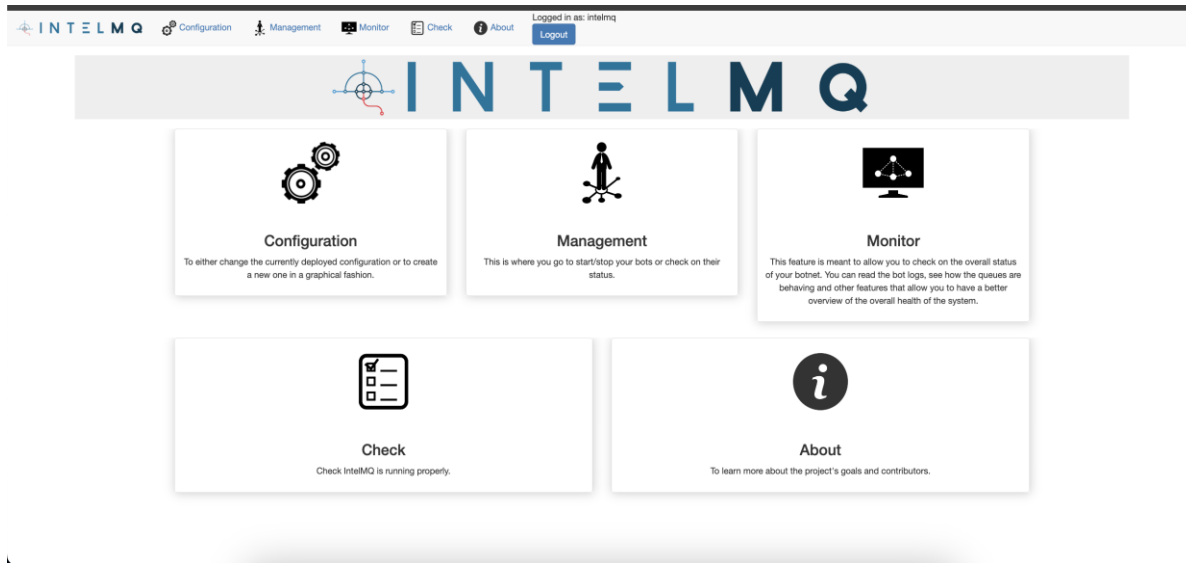 Logged in as: intelmq
INTELMQ Configuration Management Monitor Check About Logout
INTELMQ
Configuration
To either change the currently deployed configuration or to create
a new one in a graphical fashion.
Management
This is where you go to start/stop your bots or check on their
status.
Monitor
This feature is meant to allow you to check on the overall status
of your botnet. You can read the bot logs, see how the queues are
behaving and other features that allow you to have a better
overview of the overall health of the system.
Check
Check IntelMQ is running properly.
About
To learn more about the project's goals and contributors.